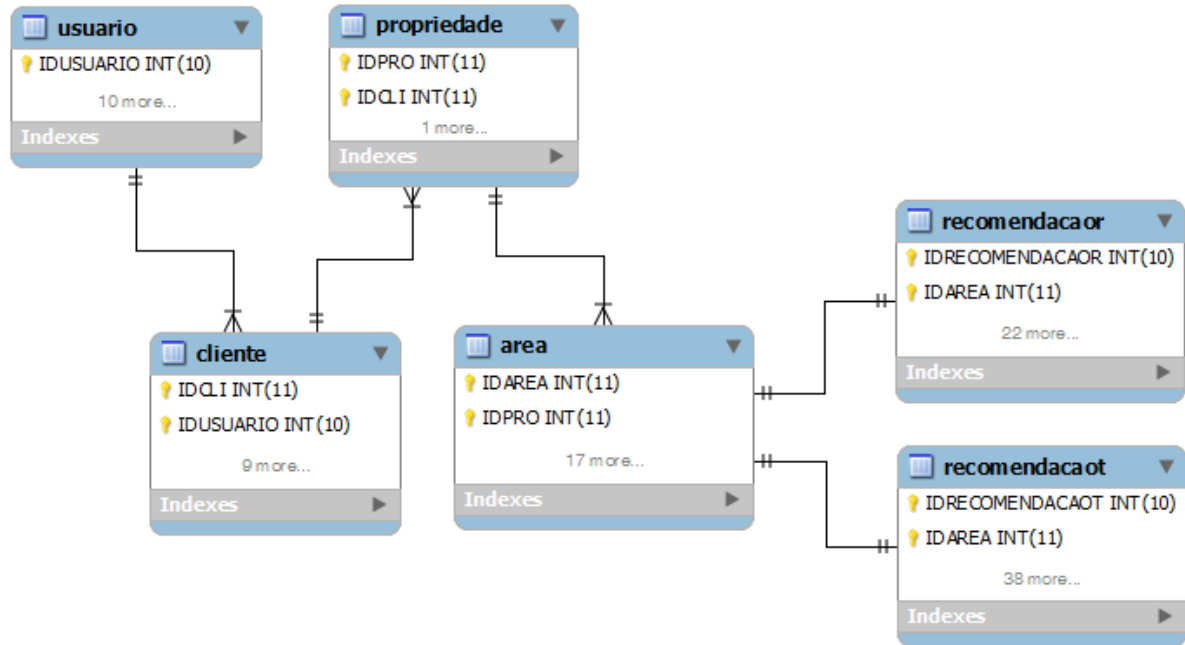 usuario
IDUSUARIO INT(10)
10 more...
Indexes
propriedade
IDPRO INT(11)
IDCLI INT(11)
1 more...
Indexes
cliente
IDCLI INT(11)
IDUSUARIO INT(10)
9 more...
Indexes
area
IDAREA INT(11)
IDPRO INT(11)
17 more...
Indexes
recomendacaor
IDRECOMENDACAOR INT(10)
IDAREA INT(11)
22 more...
Indexes
recomendacaot
IDRECOMENDACAOT INT(10)
IDAREA INT(11)
38 more...
Indexes